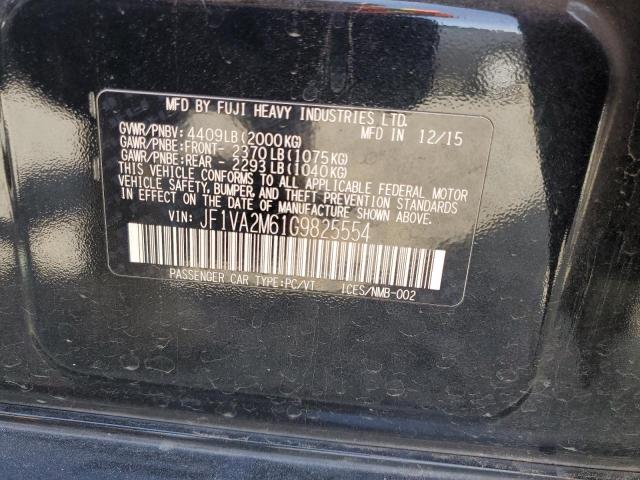 MFD BY FUJI HEAVY INDUSTRIES LTD.
GVWR/PNBV: 4409LB(2000KG) MFD IN 12/15
GAWR/PNBE:FRONT- 2370LB(1075KG)
GAWR/PNBE:REAR - 2293LB(1040KG)
THIS VEHICLE CONFORMS TO ALL APPLICABLE FEDERAL MOTOR
VEHICLE SAFETY, BUMPER, AND THEFT PREVENTION STANDARDS
IN EFFECT ON THE DATE OF MANUFACTURE SHOWN ABOVE.
VIN: JF1VA2M61G9825554
PASSENGER CAR TYPE:PC/VT ICES/NMB-002